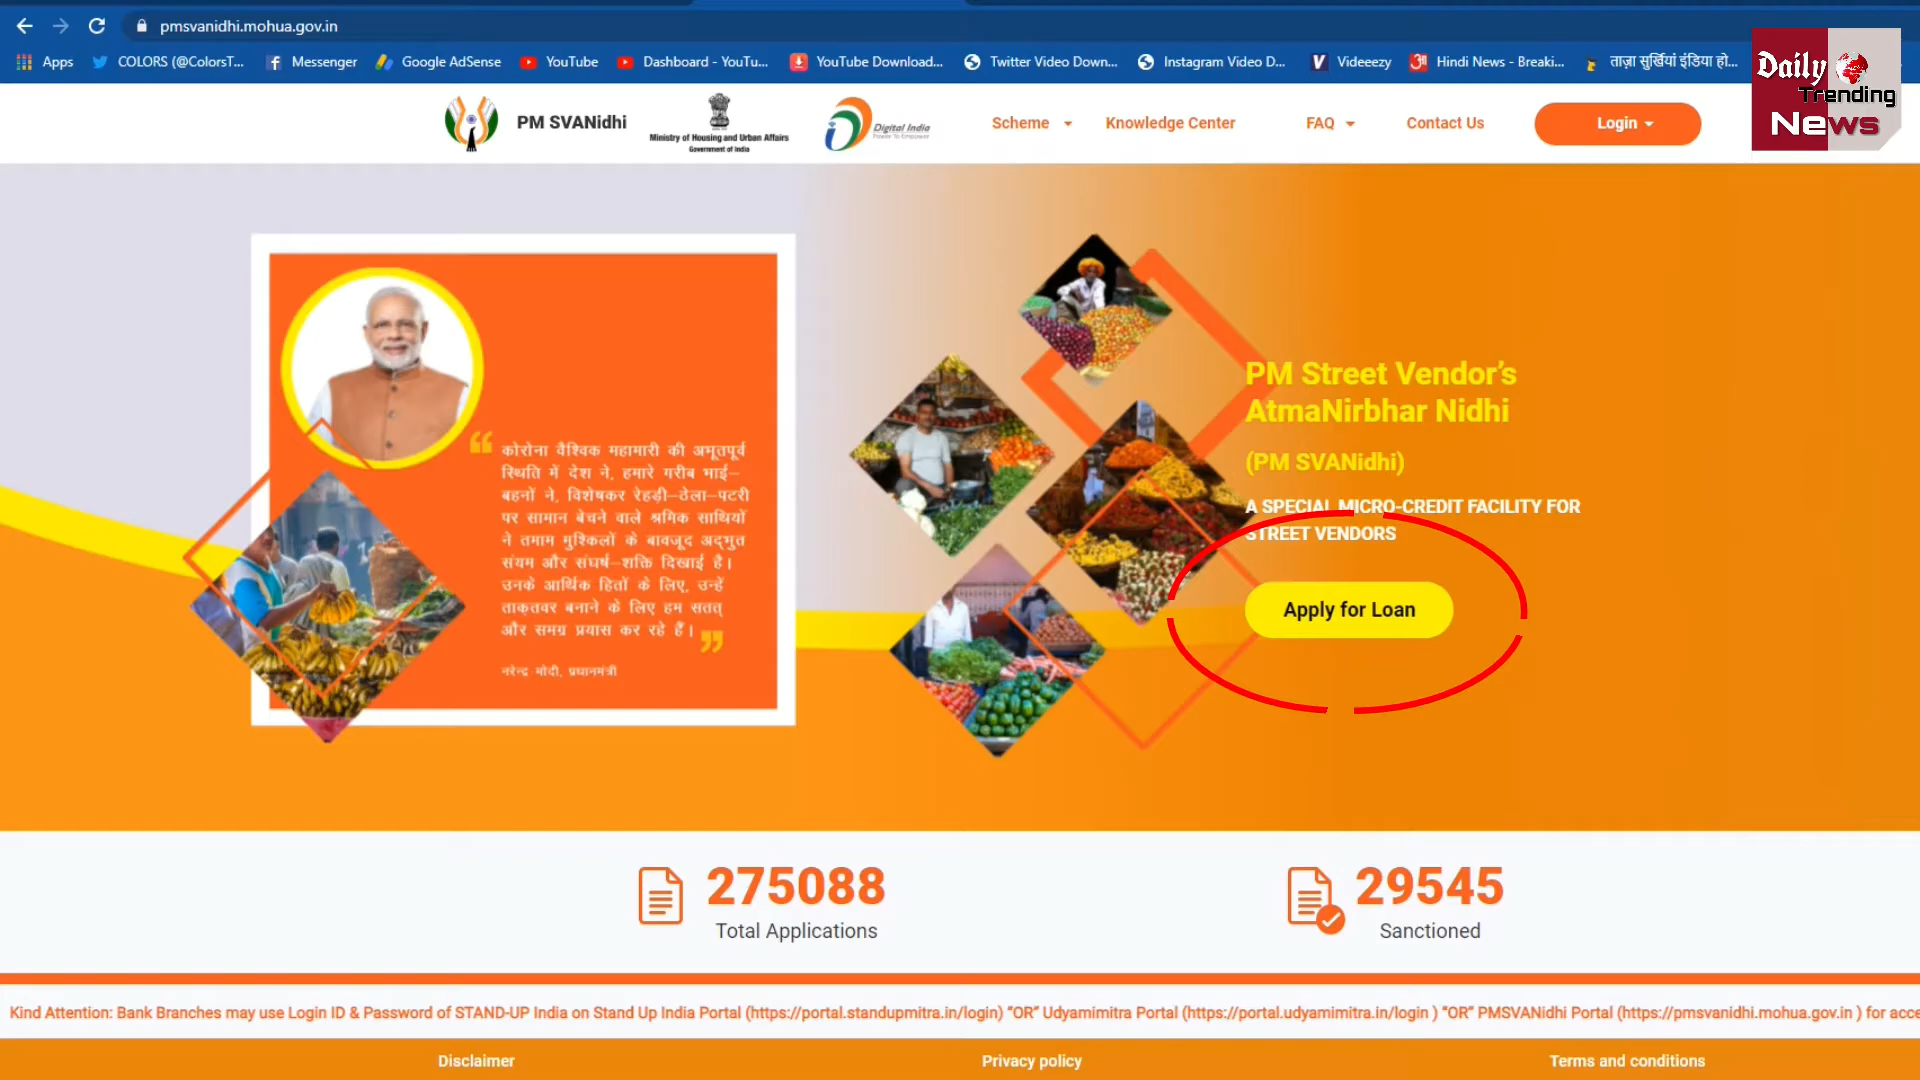 pmsvanidhi.mohua.gov.in
Apps COLORS (@ColorsT... Messenger Google AdSense YouTube Dashboard - YouTu... YouTube Download... Twitter Video Down... Instagram Video D... Videeezy Hindi News - Breaki... ताज़ा सुर्खियां इंडिया हो...
Daily
Trending
News
PM SVANidhi
Ministry of Housing and Urban Affairs
Government of India
Digital India
Power To Empower
Scheme Knowledge Center FAQ Contact Us Login
“ कोरोना वैश्विक महामारी की अभूतपूर्व
स्थिति में देश ने, हमारे गरीब भाई–
बहनों ने, विशेषकर रेहड़ी–ठेला–पटरी
पर सामान बेचने वाले श्रमिक साथियों
ने तमाम मुश्किलों के बावजूद अद्भुत
संयम और संघर्ष–शक्ति दिखाई है।
उनके आर्थिक हितों के लिए, उन्हें
ताक़तवर बनाने के लिए हम सतत्
और समग्र प्रयास कर रहे हैं। ”
नरेन्द्र मोदी, प्रधानमंत्री
PM Street Vendor’s
AtmaNirbhar Nidhi
(PM SVANidhi)
A SPECIAL MICRO-CREDIT FACILITY FOR
STREET VENDORS
Apply for Loan
275088
Total Applications
29545
Sanctioned
Kind Attention: Bank Branches may use Login ID & Password of STAND-UP India on Stand Up India Portal (https://portal.standupmitra.in/login) “OR” Udyamimitra Portal (https://portal.udyamimitra.in/login ) “OR” PMSVANidhi Portal (https://pmsvanidhi.mohua.gov.in ) for acce
Disclaimer Privacy policy Terms and conditions